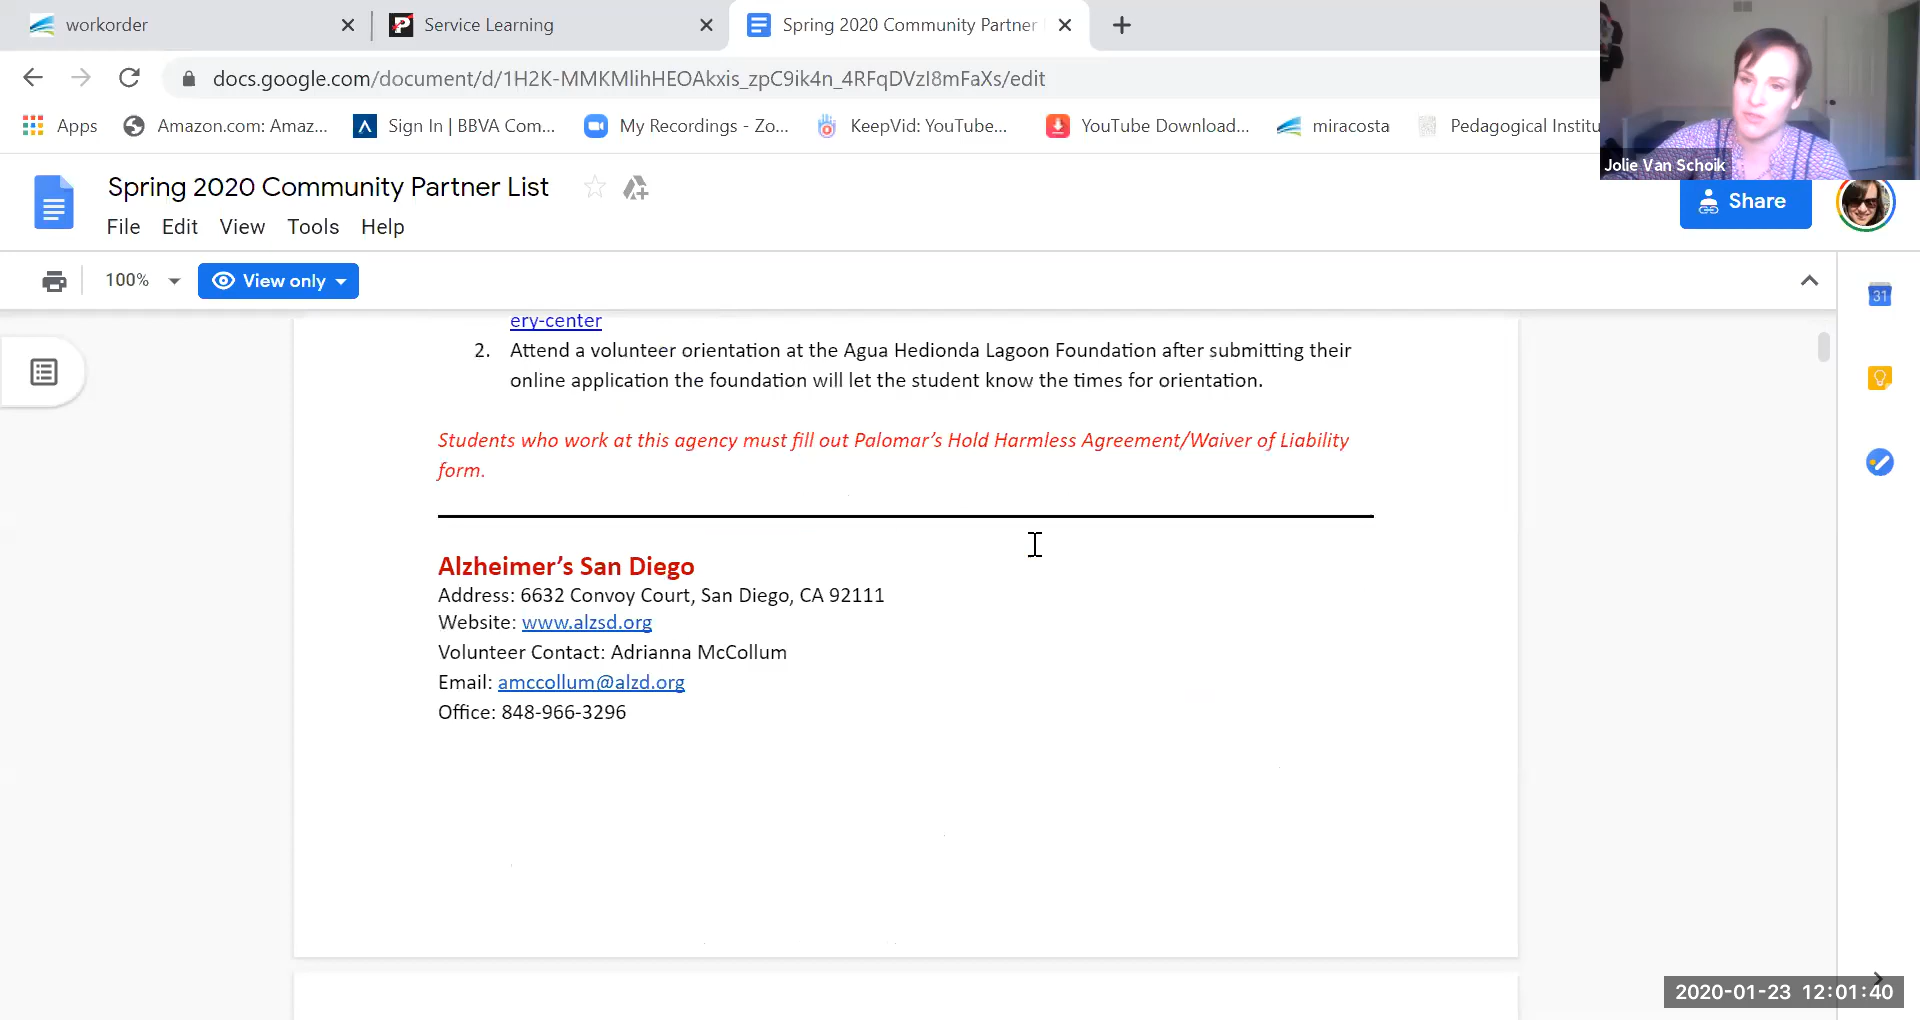 workorder
Service Learning
Spring 2020 Community Partner
docs.google.com/document/d/1H2K-MMKMlihHEOAkxis_zpC9ik4n_4RFqDVzI8mFaXs/edit
Apps
Amazon.com: Amaz...
Sign In | BBVA Com...
My Recordings - Zo...
KeepVid: YouTube...
YouTube Download...
miracosta
Pedagogical Institu
Jolie Van Schoik
Spring 2020 Community Partner List
File Edit View Tools Help
Share
100%
View only
31
ery-center
2. Attend a volunteer orientation at the Agua Hedionda Lagoon Foundation after submitting their
online application the foundation will let the student know the times for orientation.
Students who work at this agency must fill out Palomar’s Hold Harmless Agreement/Waiver of Liability
form.
Alzheimer’s San Diego
Address: 6632 Convoy Court, San Diego, CA 92111
Website: www.alzsd.org
Volunteer Contact: Adrianna McCollum
Email: amccollum@alzd.org
Office: 848-966-3296
2020-01-23 12:01:40